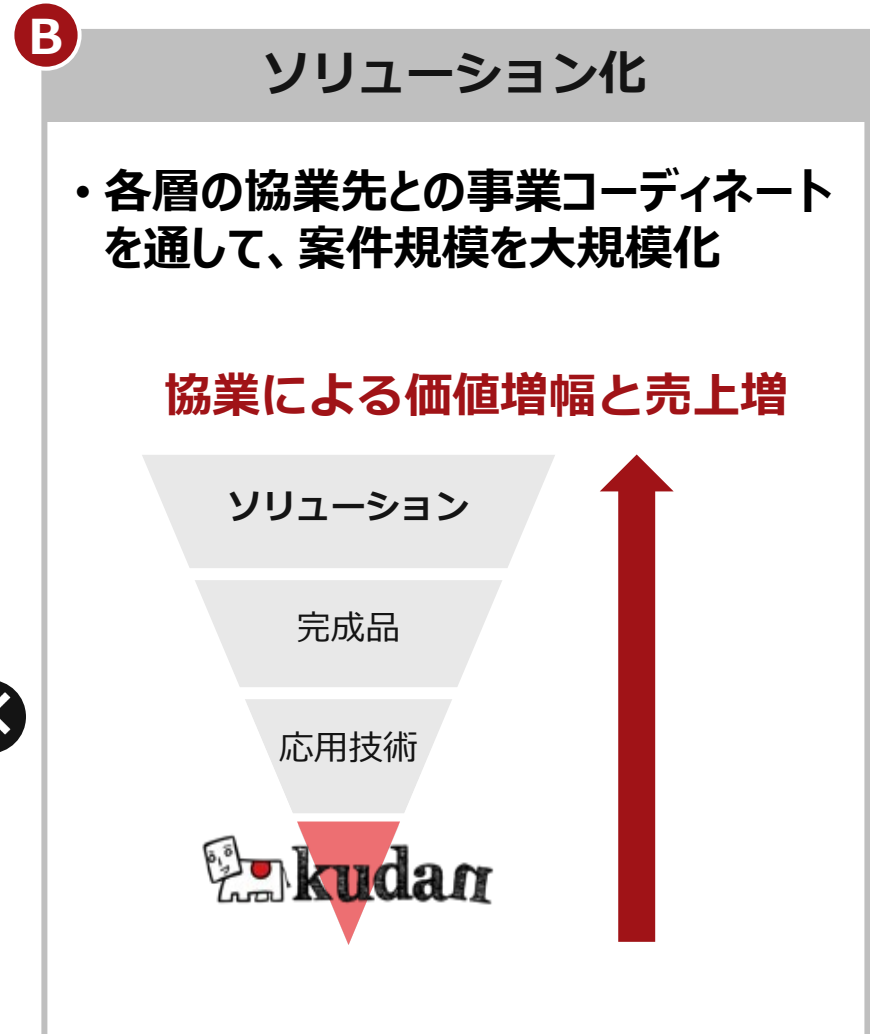 B
ソリューション化
・各層の協業先との事業コーディネート
を通して、案件規模を大規模化
協業による価値増幅と売上増
ソリューション
完成品
応用技術
kudan